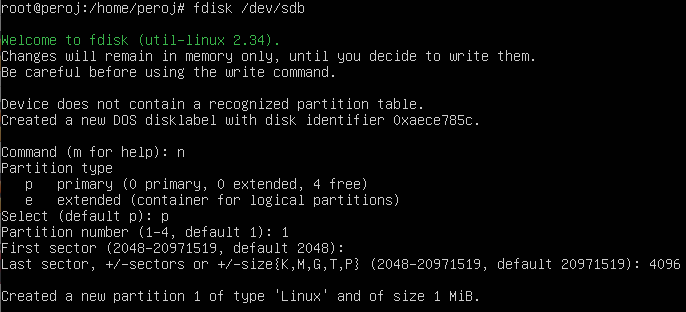 root@peroj:/home/peroj# fdisk /dev/sdb
Welcome to fdisk (util-linux 2.34).
Changes will remain in memory only, until you decide to write them.
Be careful before using the write command.
Device does not contain a recognized partition table.
Created a new DOS disklabel with disk identifier 0xaece785c.
Command (m for help): n
Partition type
   p   primary (0 primary, 0 extended, 4 free)
   e   extended (container for logical partitions)
Select (default p): p
Partition number (1-4, default 1): 1
First sector (2048-20971519, default 2048):
Last sector, +/-sectors or +/-size{K,M,G,T,P} (2048-20971519, default 20971519): 4096
Created a new partition 1 of type 'Linux' and of size 1 MiB.